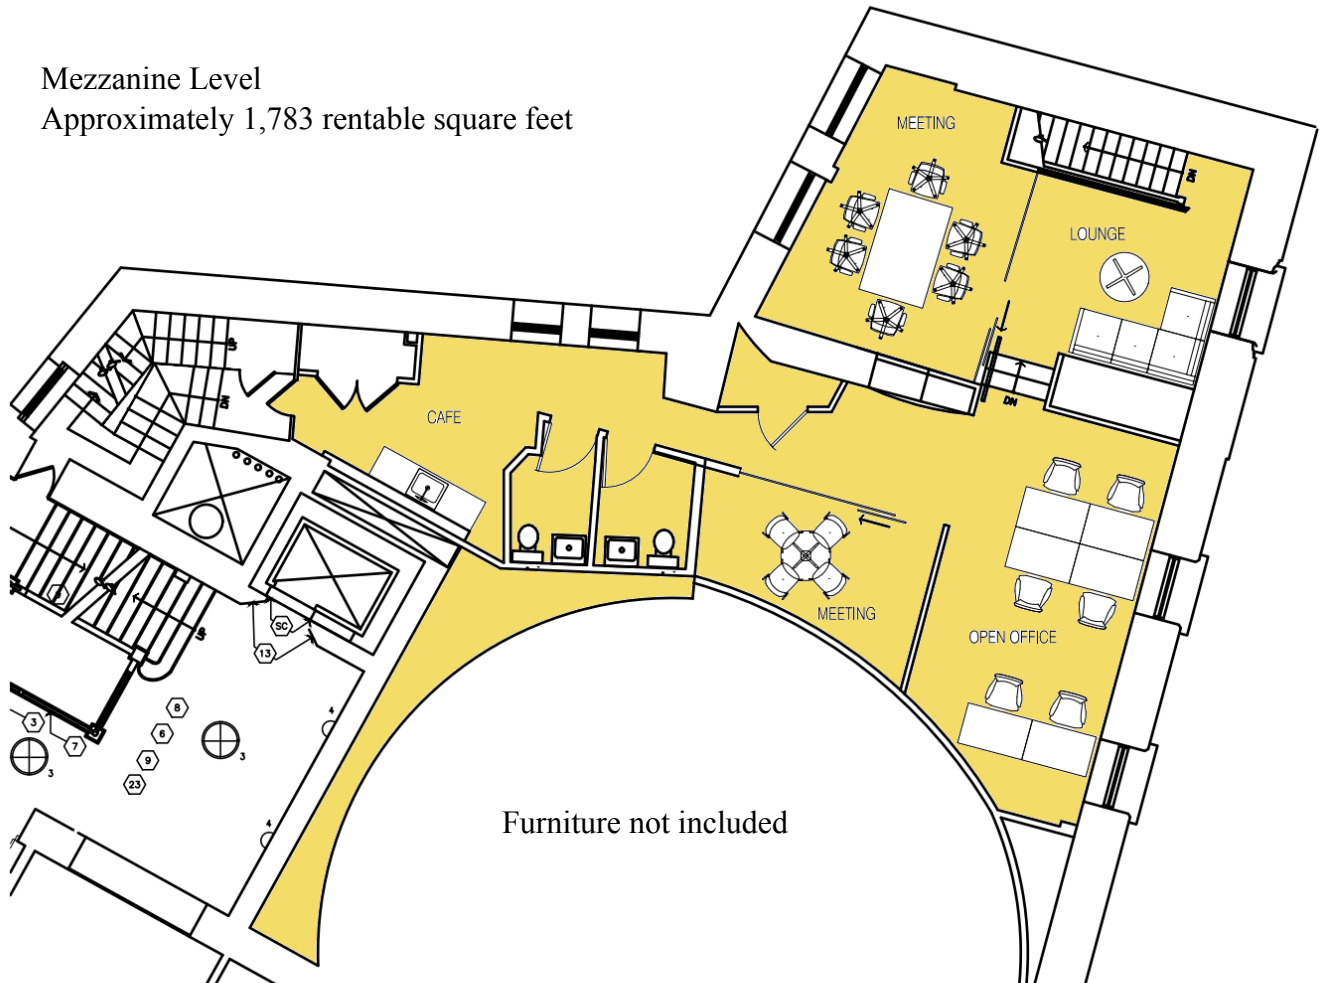 Mezzanine Level
Approximately 1,783 rentable square feet
MEETING
DN
LOUNGE
UP
DN
DN
CAFE
MEETING
OPEN OFFICE
UP
SC
13
8
3
7
6
9
23
3
3
4
4
Furniture not included